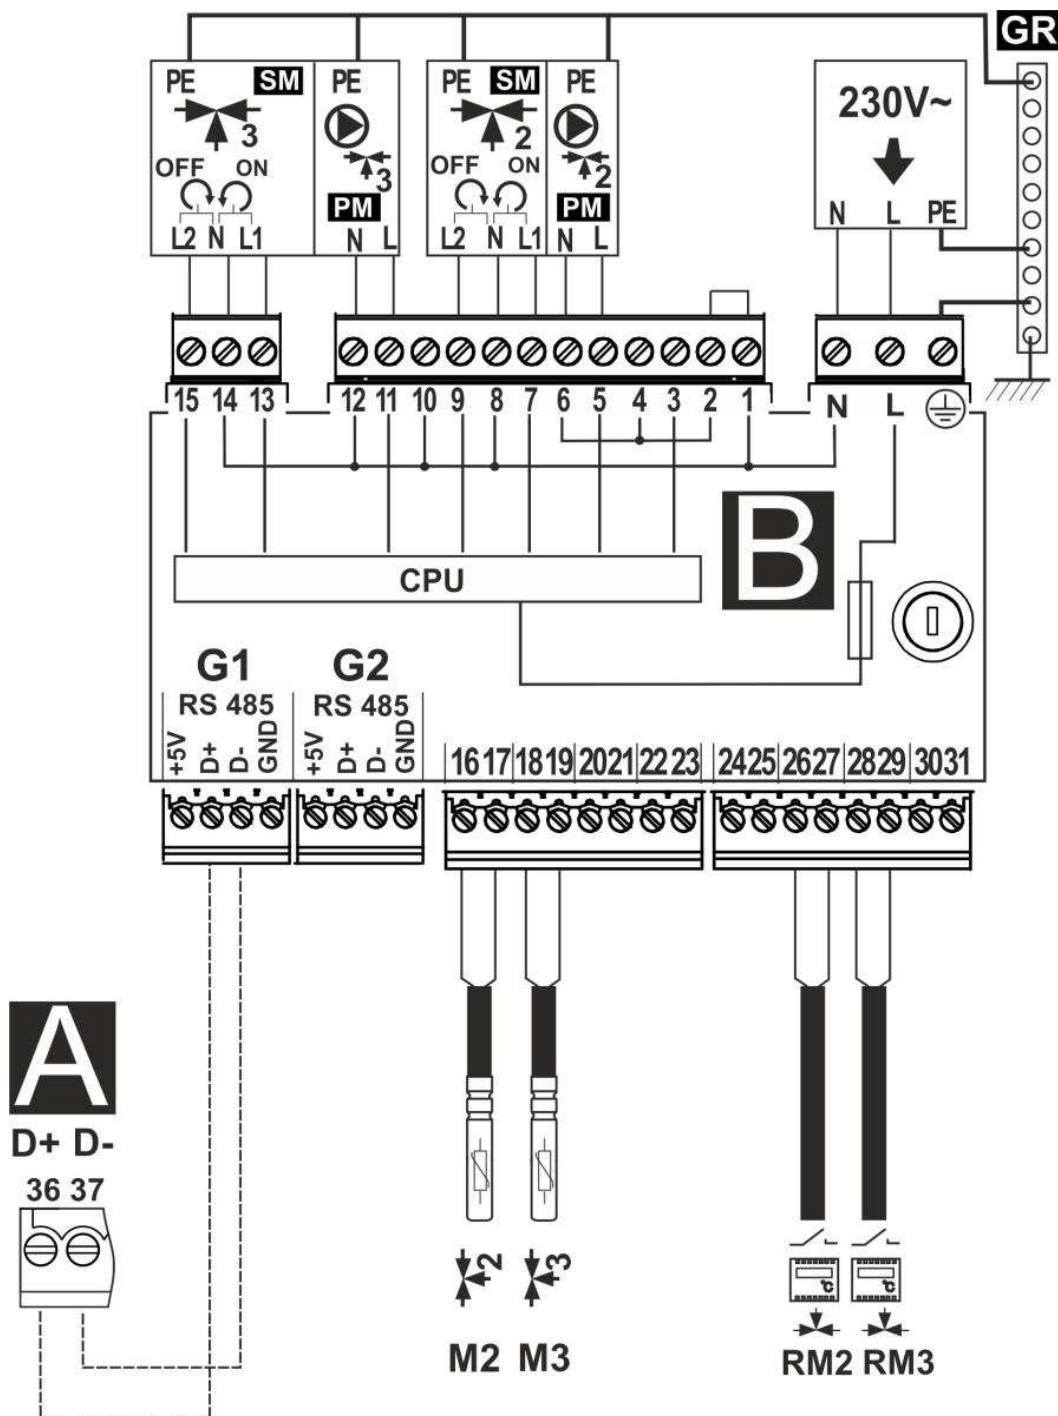 GR
PE SM PE PE SM PE 230V~
3 2
OFF ON 3 OFF ON 2
PM PM N L PE
L2 N L1 N L L2 N L1 N L
15 14 13 12 11 10 9 8 7 6 5 4 3 2 1 N L
B
CPU
G1 G2
RS 485 RS 485
+5V D+ D- GND +5V D+ D- GND 16 17 18 19 20 21 22 23 24 25 26 27 28 29 30 31
A
D+ D-
36 37
2 3
°C °C
M2 M3 RM2 RM3